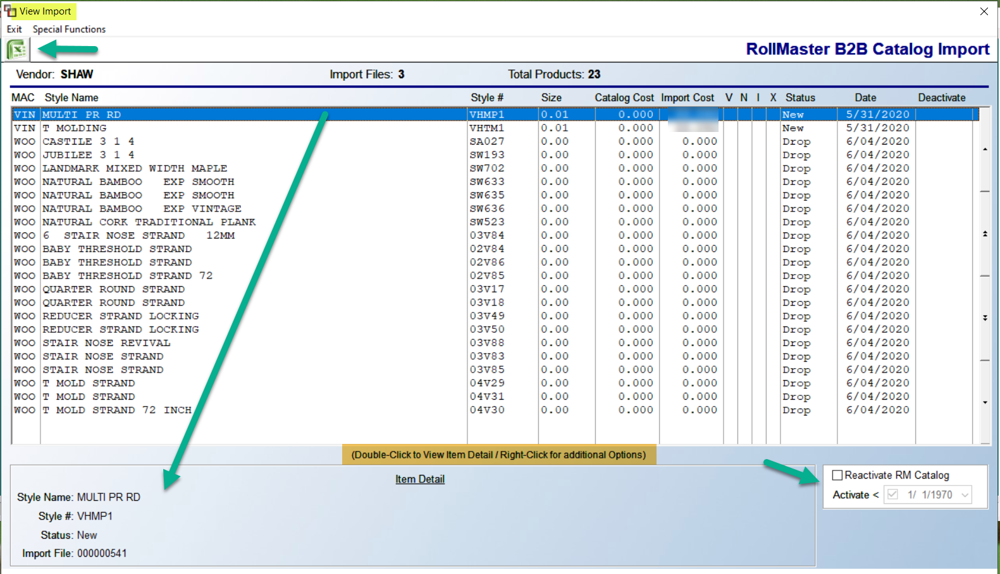 View Import
Exit Special Functions
RollMaster B2B Catalog Import
Vendor: SHAW Import Files: 3 Total Products: 23
MAC Style Name Style # Size Catalog Cost Import Cost V N I X Status Date Deactivate
VIN MULTI PR RD VHMP1 0.01 0.000 New 5/31/2020
VIN T MOLDING VHTM1 0.01 0.000 New 5/31/2020
WOO CASTILE 3 1 4 SA027 0.00 0.000 0.000 Drop 6/04/2020
WOO JUBILEE 3 1 4 SW193 0.00 0.000 0.000 Drop 6/04/2020
WOO LANDMARK MIXED WIDTH MAPLE SW702 0.00 0.000 0.000 Drop 6/04/2020
WOO NATURAL BAMBOO EXP SMOOTH SW633 0.00 0.000 0.000 Drop 6/04/2020
WOO NATURAL BAMBOO EXP SMOOTH SW635 0.00 0.000 0.000 Drop 6/04/2020
WOO NATURAL BAMBOO EXP VINTAGE SW636 0.00 0.000 0.000 Drop 6/04/2020
WOO NATURAL CORK TRADITIONAL PLANK SW523 0.00 0.000 0.000 Drop 6/04/2020
WOO 6 STAIR NOSE STRAND 12MM 03V84 0.00 0.000 0.000 Drop 6/04/2020
WOO BABY THRESHOLD STRAND 02V84 0.00 0.000 0.000 Drop 6/04/2020
WOO BABY THRESHOLD STRAND 02V86 0.00 0.000 0.000 Drop 6/04/2020
WOO BABY THRESHOLD STRAND 72 02V85 0.00 0.000 0.000 Drop 6/04/2020
WOO QUARTER ROUND STRAND 03V17 0.00 0.000 0.000 Drop 6/04/2020
WOO QUARTER ROUND STRAND 03V18 0.00 0.000 0.000 Drop 6/04/2020
WOO REDUCER STRAND LOCKING 03V49 0.00 0.000 0.000 Drop 6/04/2020
WOO REDUCER STRAND LOCKING 03V50 0.00 0.000 0.000 Drop 6/04/2020
WOO STAIR NOSE REVIVAL 03V88 0.00 0.000 0.000 Drop 6/04/2020
WOO STAIR NOSE STRAND 03V83 0.00 0.000 0.000 Drop 6/04/2020
WOO STAIR NOSE STRAND 03V85 0.00 0.000 0.000 Drop 6/04/2020
WOO T MOLD STRAND 04V29 0.00 0.000 0.000 Drop 6/04/2020
WOO T MOLD STRAND 04V31 0.00 0.000 0.000 Drop 6/04/2020
WOO T MOLD STRAND 72 INCH 04V30 0.00 0.000 0.000 Drop 6/04/2020
(Double-Click to View Item Detail / Right-Click for additional Options)
Item Detail
Style Name: MULTI PR RD
Style #: VHMP1
Status: New
Import File: 000000541
Reactivate RM Catalog
Activate < 1/ 1/1970